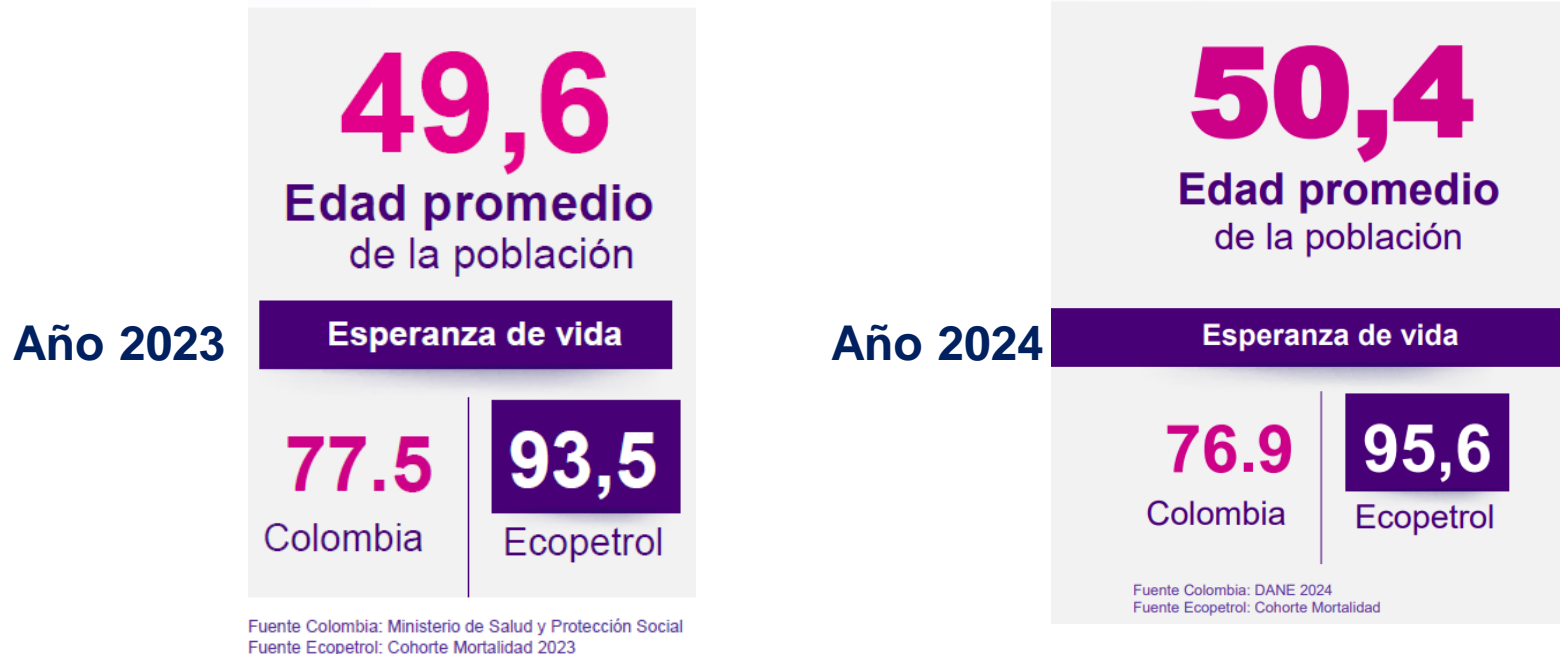 Año 2023
49,6
Edad promedio
de la población
Esperanza de vida
77.5
Colombia
93,5
Ecopetrol
Fuente Colombia: Ministerio de Salud y Protección Social
Fuente Ecopetrol: Cohorte Mortalidad 2023
Año 2024
50,4
Edad promedio
de la población
Esperanza de vida
76.9
Colombia
95,6
Ecopetrol
Fuente Colombia: DANE 2024
Fuente Ecopetrol: Cohorte Mortalidad